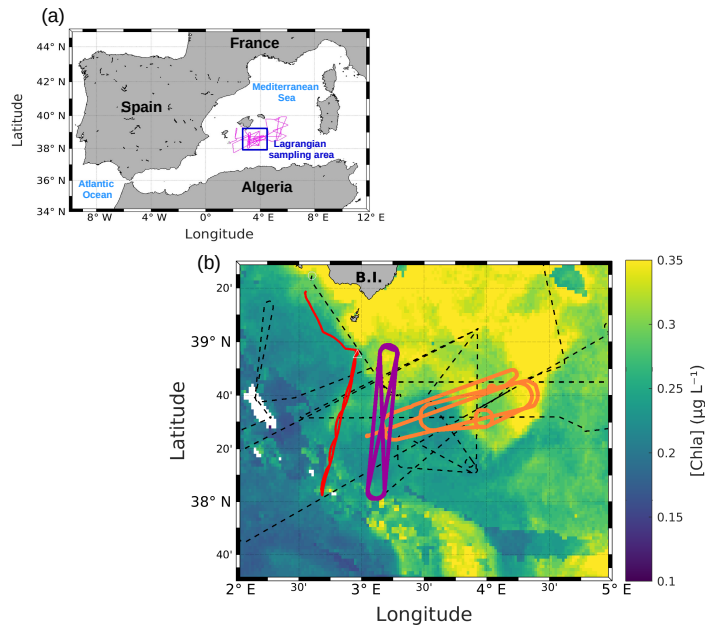 (a)
France
Mediterranean
Sea
Spain
Lagrangian
sampling area
Atlantic
Ocean
Algeria
44° N
42° N
40° N
38° N
36° N
34° N
Latitude
8° W
4° W
0°
4° E
8° E
12° E
Longitude
(b)
B.I.
20'
39° N
40'
20'
38° N
40'
Latitude
2° E
30'
3° E
30'
4° E
30'
5° E
Longitude
0.35
0.3
0.25
0.2
0.15
0.1
[Chla] (μg L⁻¹)